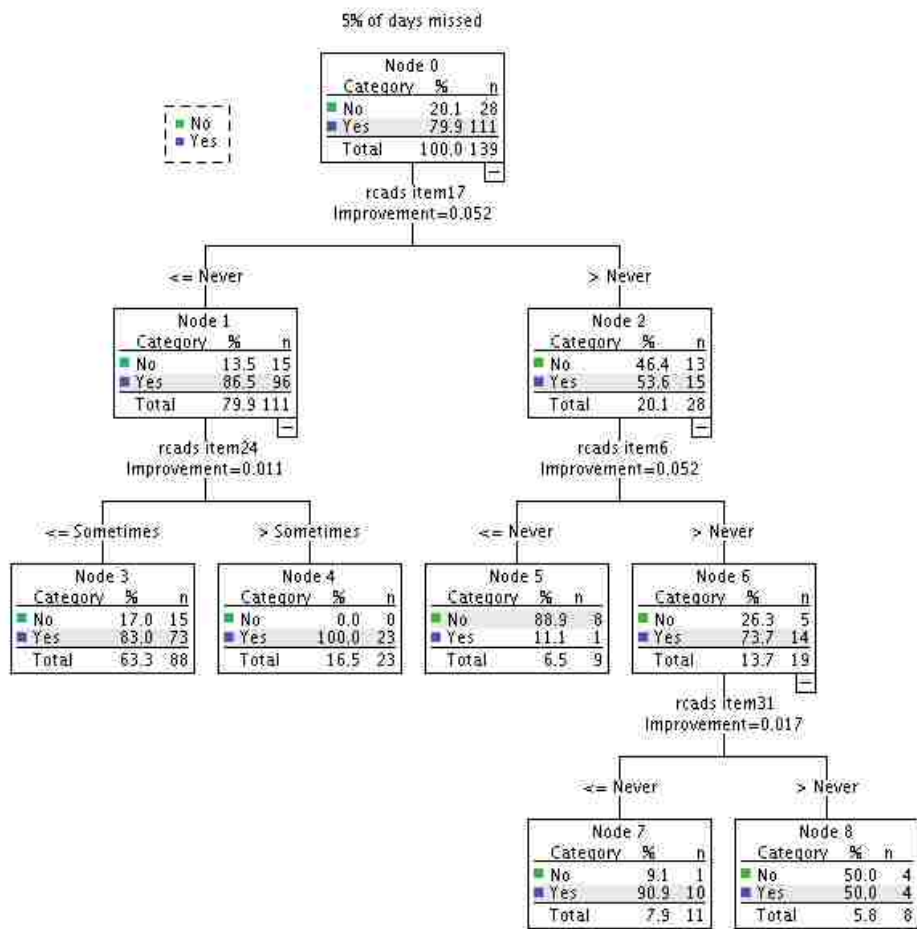 5% of days missed
Node 0
Category % n
No 20.1 28
Yes 79.9 111
Total 100.0 139
No
Yes
rcads item17
Improvement=0.052
<= Never
> Never
Node 1
Category % n
No 13.5 15
Yes 86.5 96
Total 79.9 111
Node 2
Category % n
No 46.4 13
Yes 53.6 15
Total 20.1 28
rcads item24
Improvement=0.011
rcads item6
Improvement=0.052
<= Sometimes
> Sometimes
<= Never
> Never
Node 3
Category % n
No 17.0 15
Yes 83.0 73
Total 63.3 88
Node 4
Category % n
No 0.0 0
Yes 100.0 23
Total 16.5 23
Node 5
Category % n
No 88.9 8
Yes 11.1 1
Total 6.5 9
Node 6
Category % n
No 26.3 5
Yes 73.7 14
Total 13.7 19
rcads item31
Improvement=0.017
<= Never
> Never
Node 7
Category % n
No 9.1 1
Yes 90.9 10
Total 7.9 11
Node 8
Category % n
No 50.0 4
Yes 50.0 4
Total 5.8 8